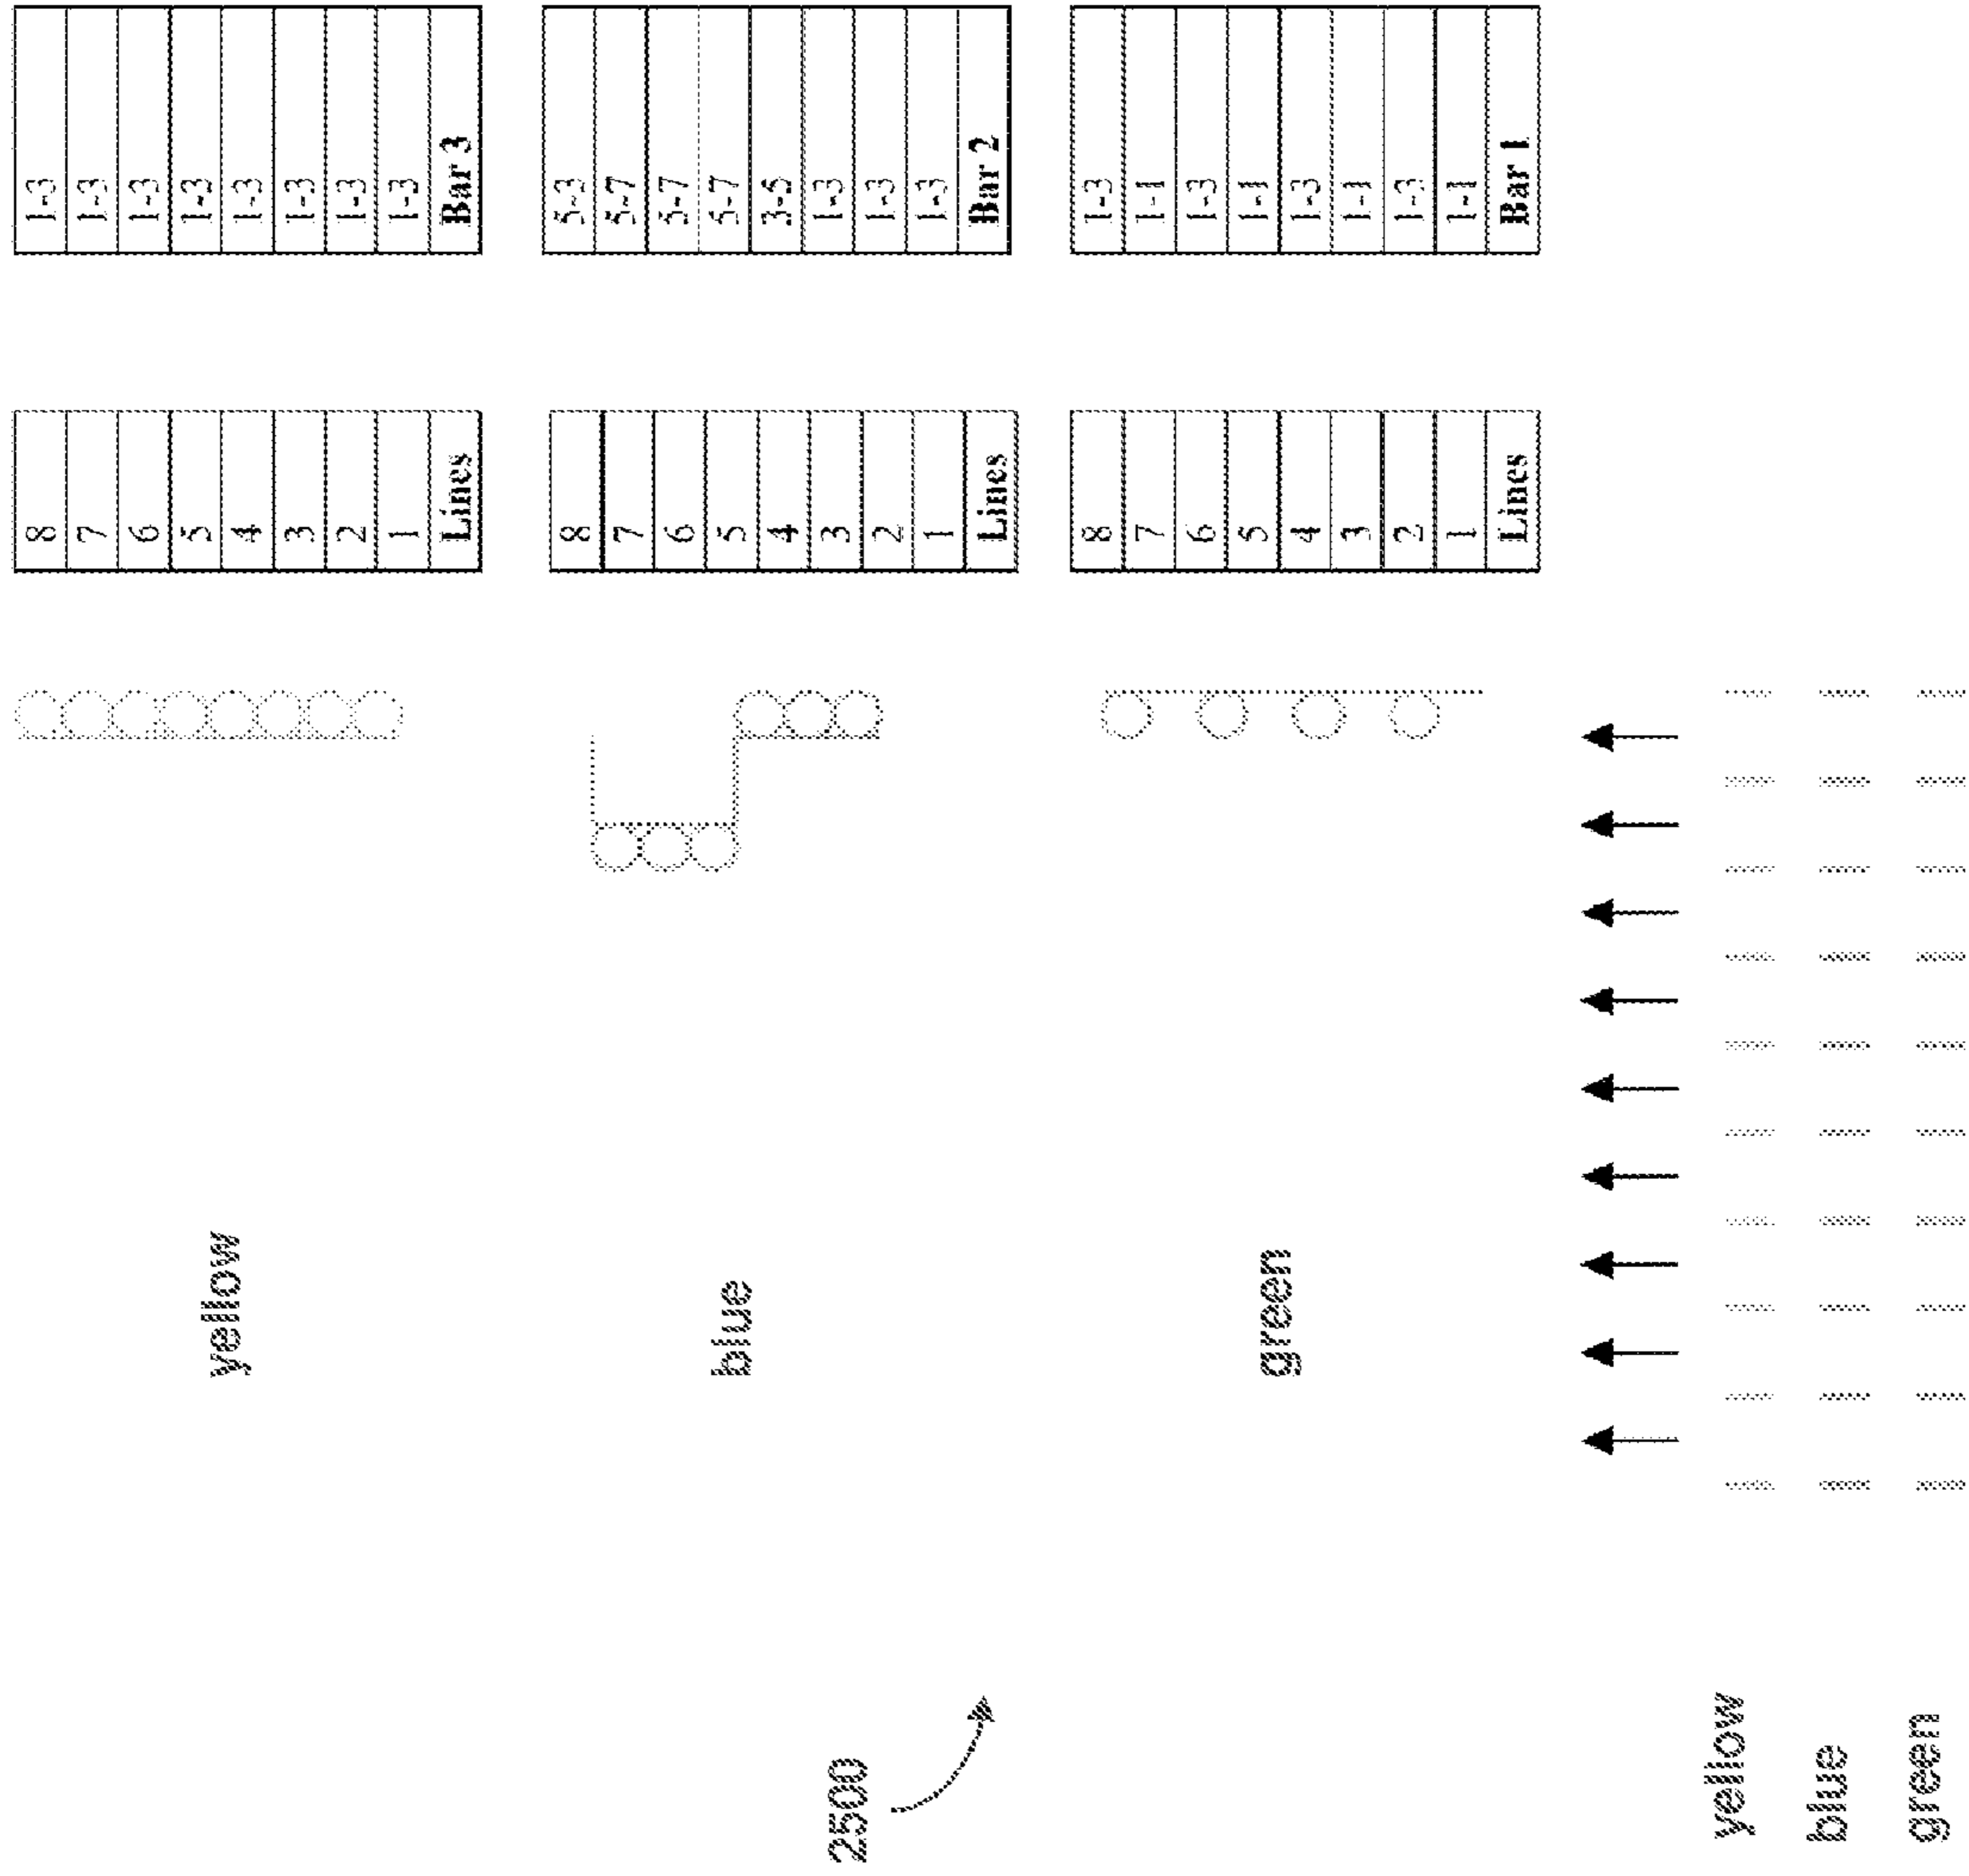 8 1-3
7 1-3
6 1-3
5 1-3
yellow
4 1-3
3 1-3
2 1-3
1 1-3
Lines Bar 3
8 5-3
7 5-7
6 5-7
5 5-7
blue
4 3-5
3 1-3
2 1-3
1 1-3
Lines Bar 2
2500
8 1-3
7 1-1
6 1-3
5 1-1
green
4 1-3
3 1-1
2 1-3
1 1-1
Lines Bar 1
yellow
blue
green